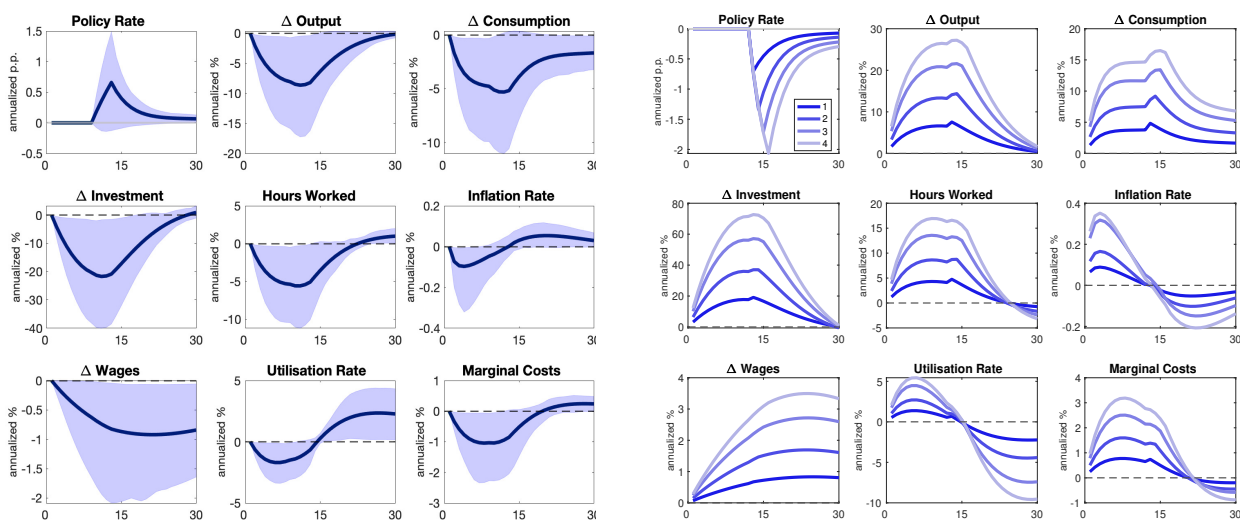 Policy Rate
annualized p.p.
1.5
1
0.5
0
-0.5
0 15 30
Δ Output
annualized %
0
-5
-10
-15
-20
0 15 30
Δ Consumption
annualized %
0
-5
-10
0 15 30
Δ Investment
annualized %
0
-10
-20
-30
-40
0 15 30
Hours Worked
annualized %
5
0
-5
-10
0 15 30
Inflation Rate
annualized %
0.2
0
-0.2
-0.4
0 15 30
Δ Wages
annualized %
0
-0.5
-1
-1.5
-2
0 15 30
Utilisation Rate
annualized %
5
0
-5
0 15 30
Marginal Costs
annualized %
1
0
-1
-2
-3
0 15 30
Policy Rate
annualized p.p.
0
-0.5
-1
-1.5
-2
1
2
3
4
0 15 30
Δ Output
annualized %
30
20
10
0
0 15 30
Δ Consumption
annualized %
20
15
10
5
0
0 15 30
Δ Investment
annualized %
80
60
40
20
0
0 15 30
Hours Worked
annualized %
20
15
10
5
0
-5
0 15 30
Inflation Rate
annualized %
0.4
0.2
0
-0.2
0 15 30
Δ Wages
annualized %
4
3
2
1
0
0 15 30
Utilisation Rate
annualized %
5
0
-5
-10
0 15 30
Marginal Costs
annualized %
4
3
2
1
0
-1
0 15 30